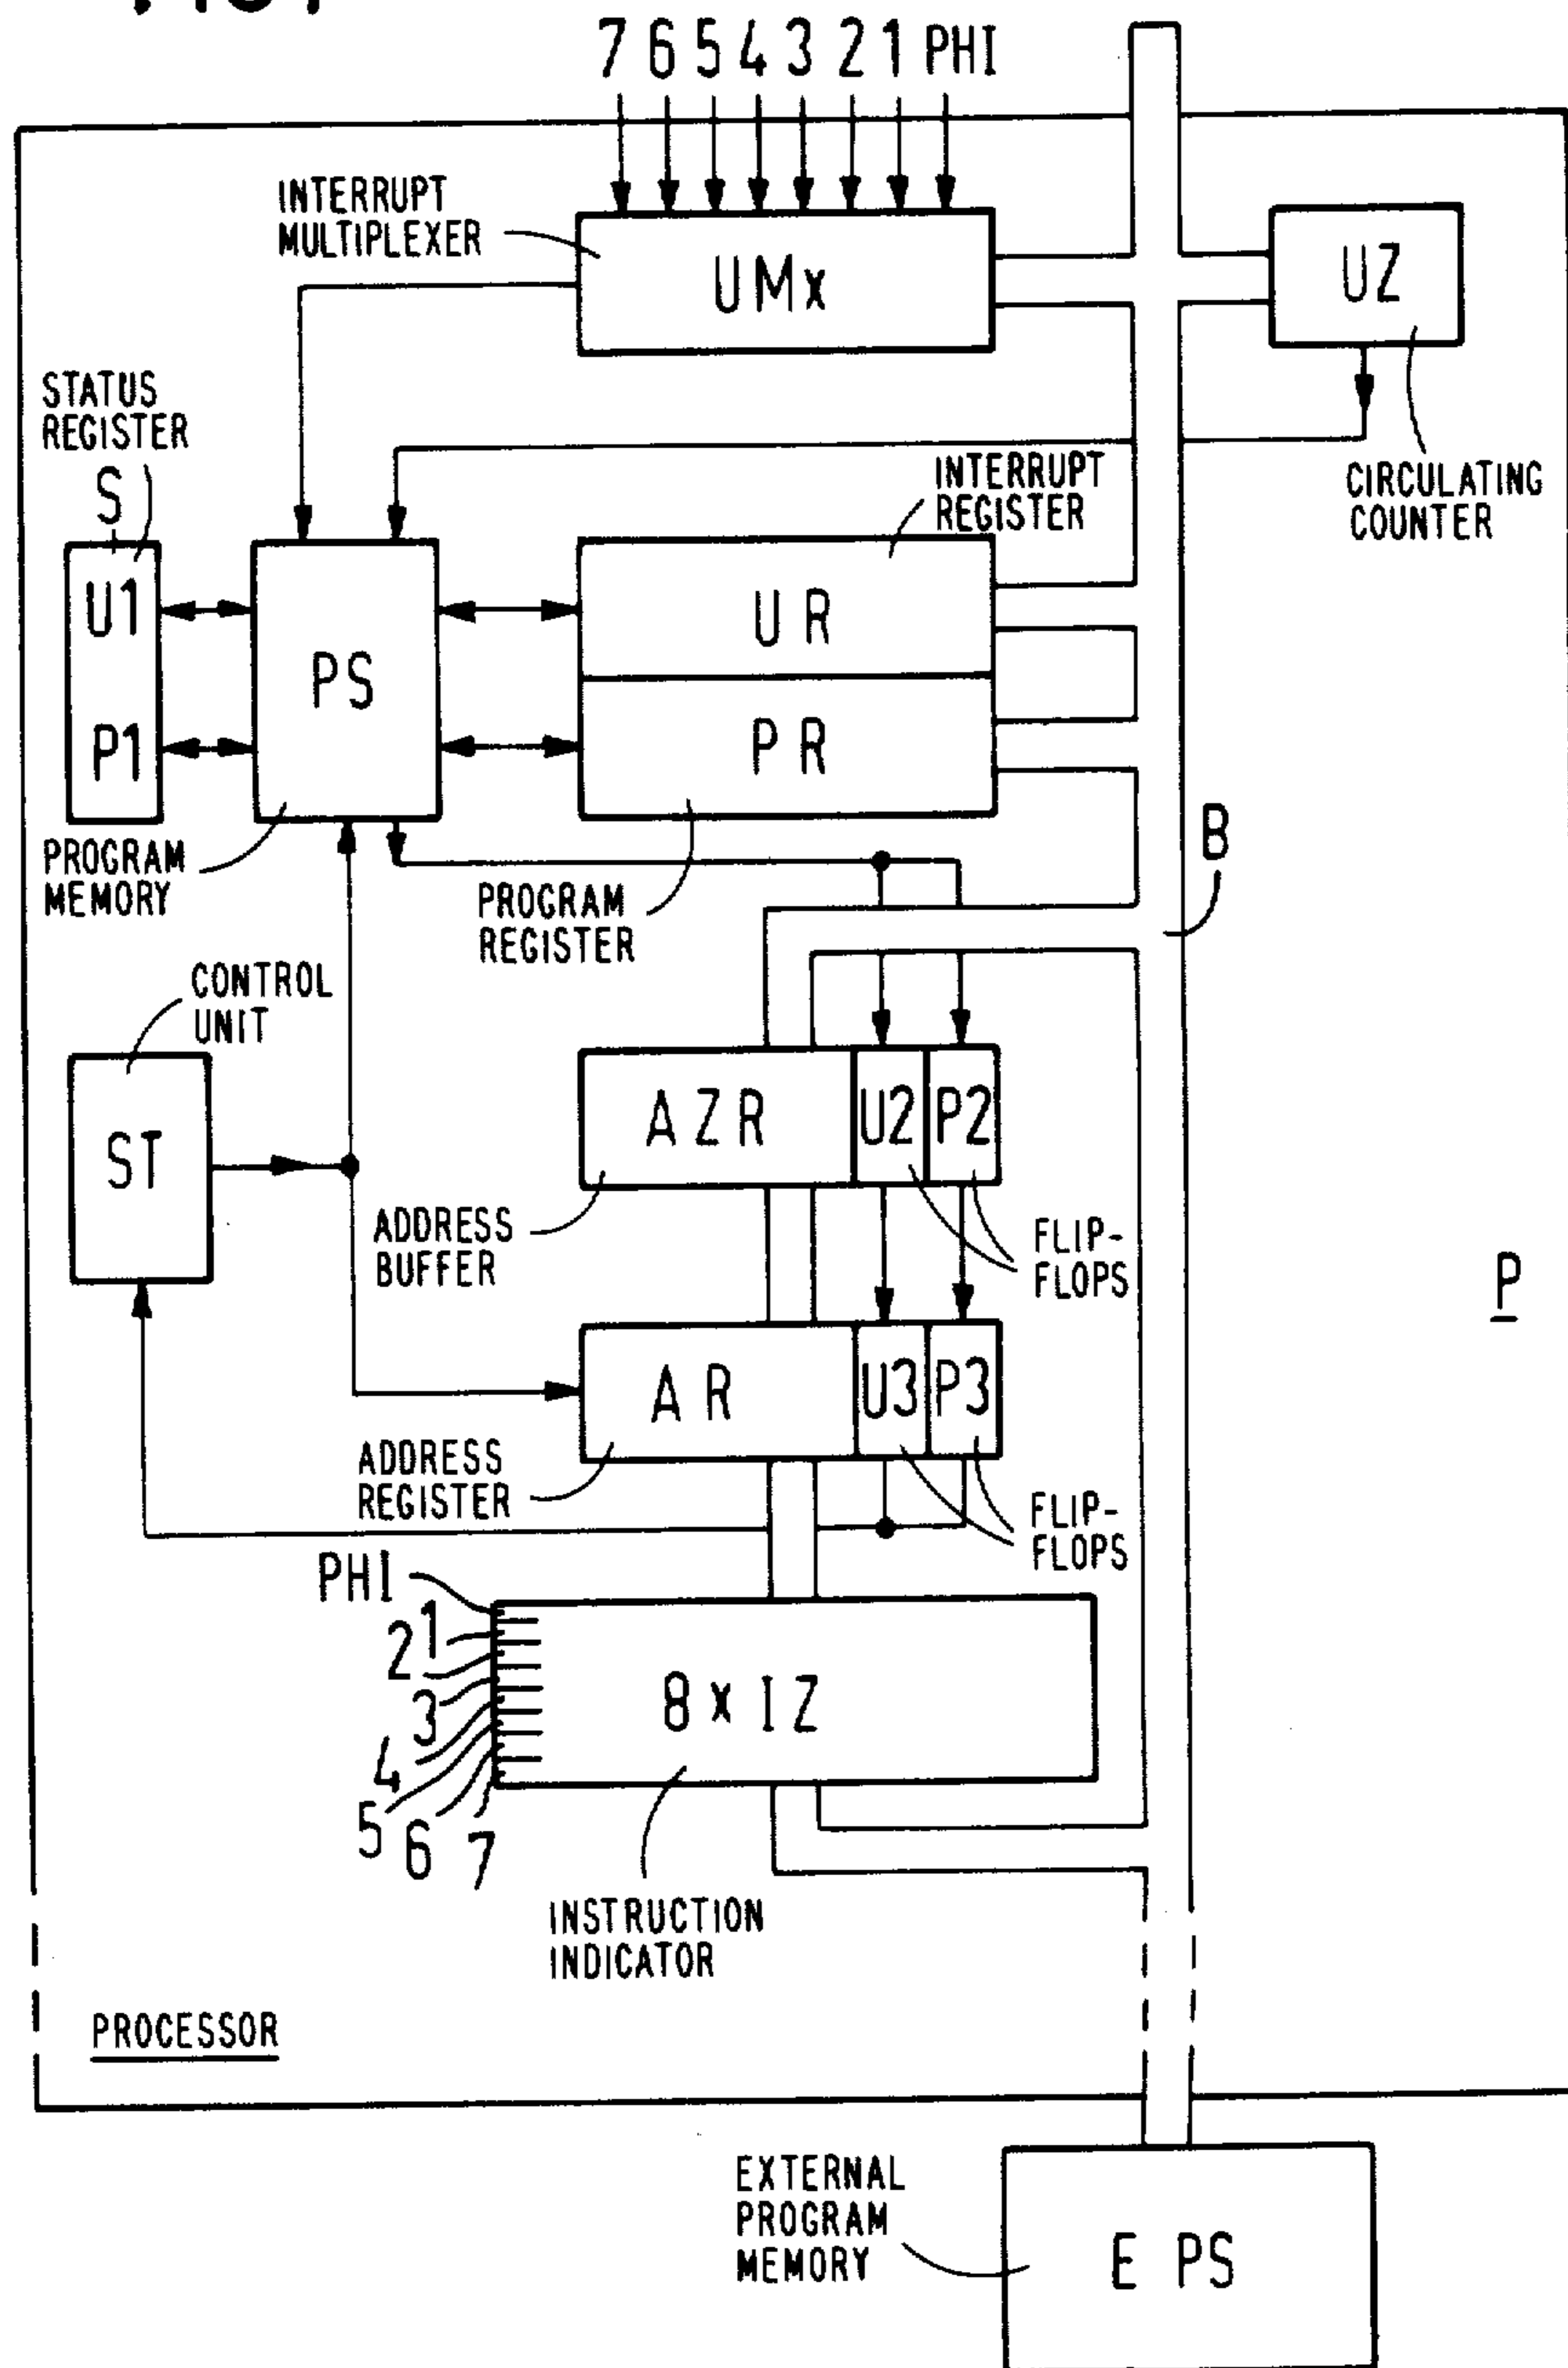 7 6 5 4 3 2 1 PHI
INTERRUPT
MULTIPLEXER
UMx
UZ
STATUS
REGISTER
S
INTERRUPT
REGISTER
CIRCULATING
COUNTER
U1
P1
PS
UR
PR
PROGRAM
MEMORY
PROGRAM
REGISTER
B
CONTROL
UNIT
ST
AZR
U2
P2
ADDRESS
BUFFER
FLIP-
FLOPS
P
AR
U3
P3
ADDRESS
REGISTER
FLIP-
FLOPS
PHI
1
2
3
4
5
6
7
8xIZ
INSTRUCTION
INDICATOR
PROCESSOR
EXTERNAL
PROGRAM
MEMORY
E PS